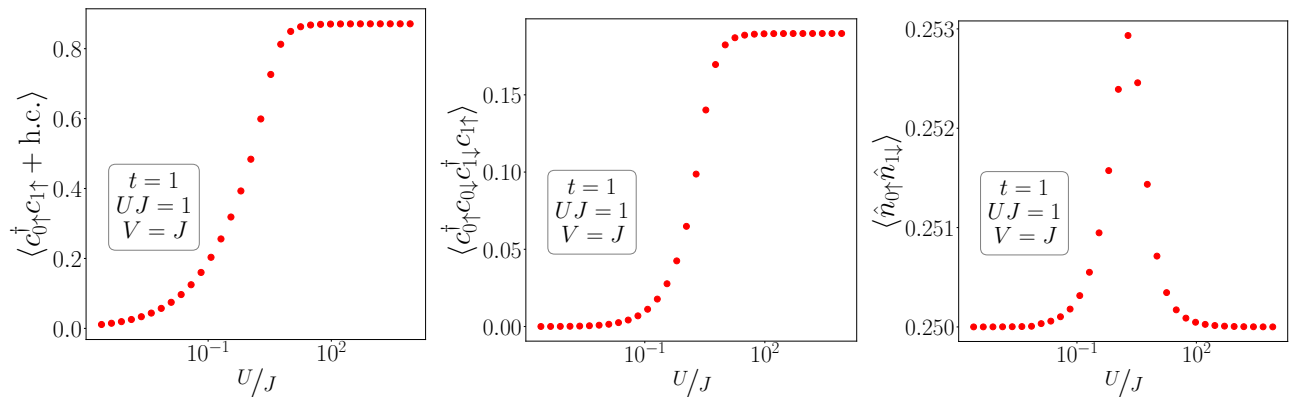 ⟨c†₀↑c₁↑ + h.c.⟩
0.8
0.6
0.4
0.2
0.0
t = 1
UJ = 1
V = J
10⁻¹
10²
U/J
⟨c†₀↑c₀↓c†₁↓c₁↑⟩
0.15
0.10
0.05
0.00
t = 1
UJ = 1
V = J
10⁻¹
10²
U/J
⟨n̂₀↑n̂₁↓⟩
0.253
0.252
0.251
0.250
t = 1
UJ = 1
V = J
10⁻¹
10²
U/J